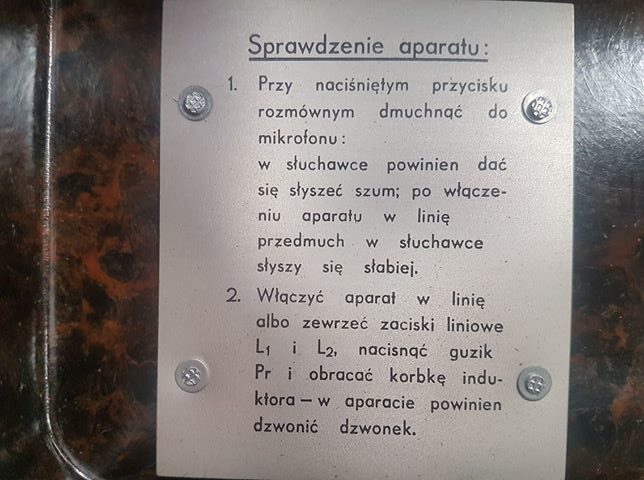 Sprawdzenie aparatu:
1. Przy naciśniętym przycisku
rozmównym dmuchnąć do
mikrofonu:
w słuchawce powinien dać
się słyszeć szum; po włącze-
niu aparatu w linię
przedmuch w słuchawce
słyszy się słabiej.
2. Włączyć aparat w linię
albo zewrzeć zaciski liniowe
L1 i L2, nacisnąć guzik
Pr i obracać korbkę indu-
ktora – w aparacie powinien
dzwonić dzwonek.